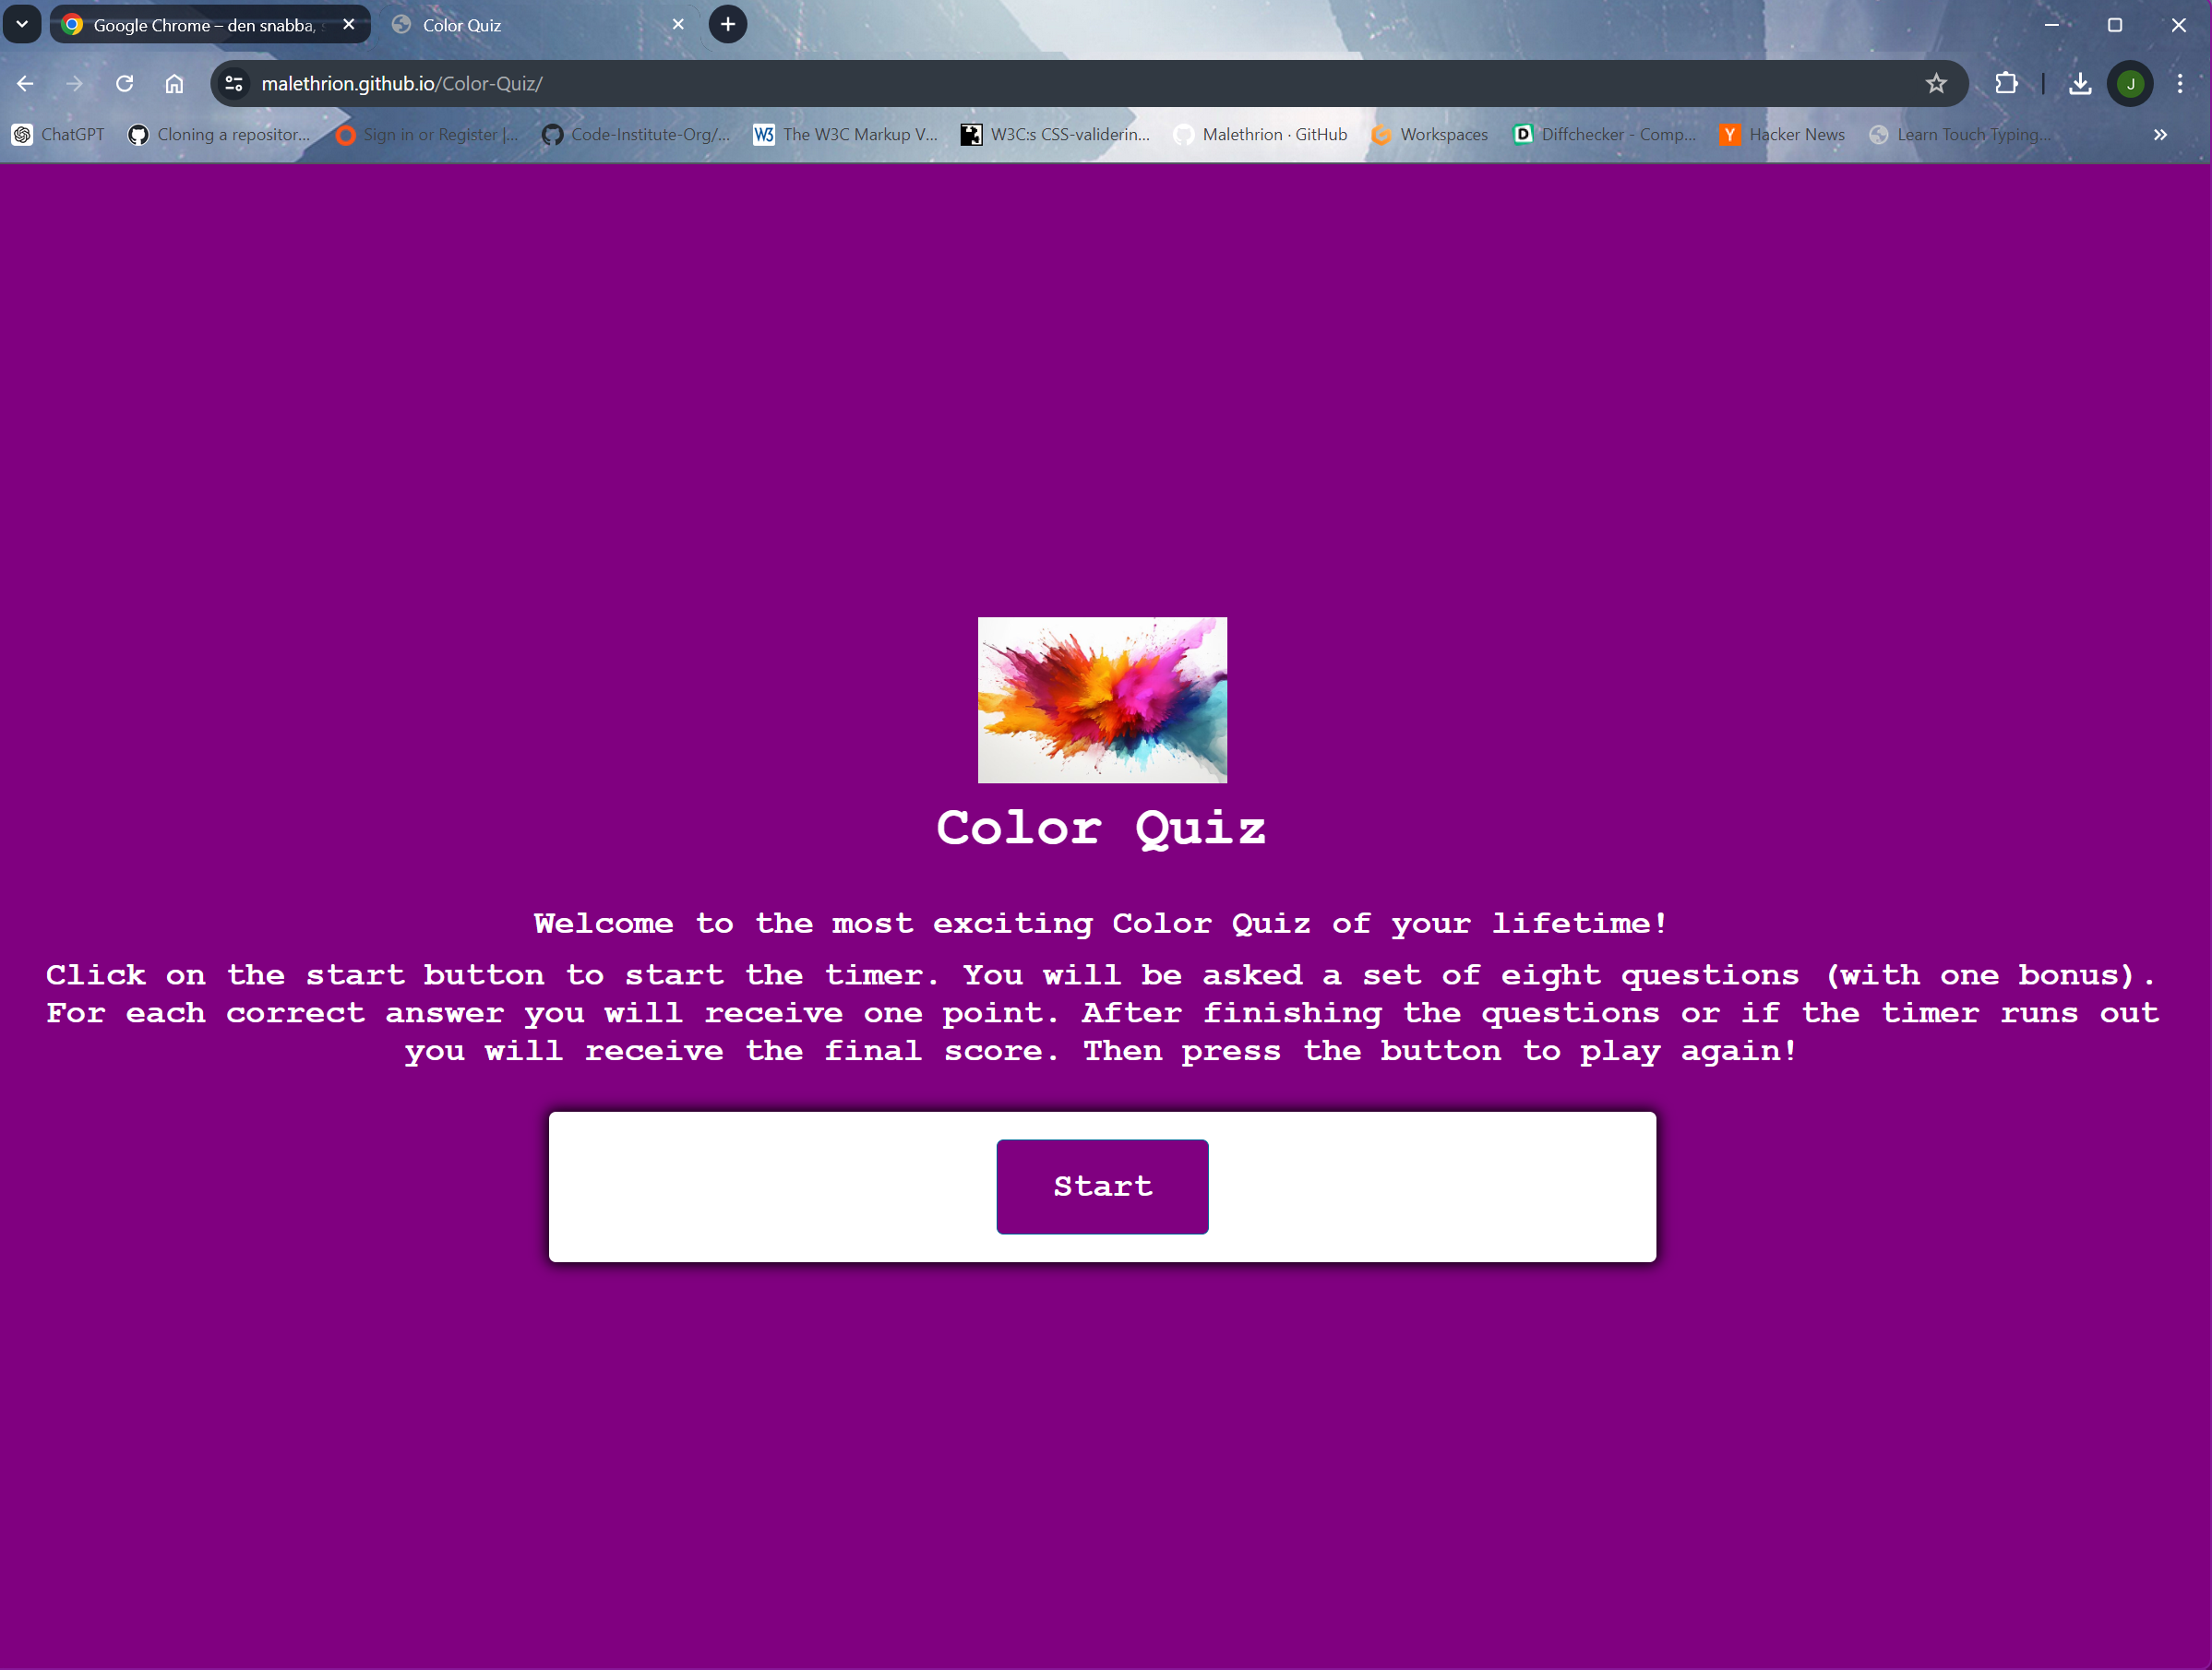 Google Chrome – den snabba, s
Color Quiz
malethrion.github.io/Color-Quiz/
J
ChatGPT
Cloning a repositor...
Sign in or Register |...
Code-Institute-Org/...
W3 The W3C Markup V...
W3C:s CSS-validerin...
Malethrion · GitHub
Workspaces
D Diffchecker - Comp...
Y Hacker News
Learn Touch Typing...
Color Quiz
Welcome to the most exciting Color Quiz of your lifetime!
Click on the start button to start the timer. You will be asked a set of eight questions (with one bonus).
For each correct answer you will receive one point. After finishing the questions or if the timer runs out
you will receive the final score. Then press the button to play again!
Start